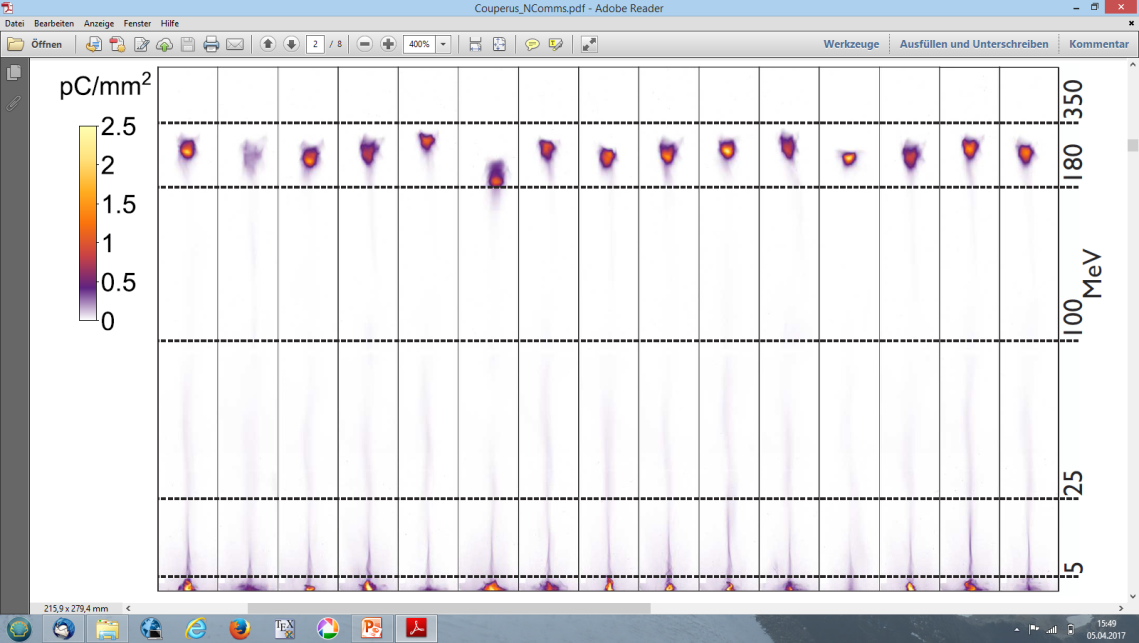 Couperus_NComms.pdf - Adobe Reader
Datei Bearbeiten Anzeige Fenster Hilfe
Öffnen 2 / 8 400% Werkzeuge Ausfüllen und Unterschreiben Kommentar
pC/mm²
2.5
2
1.5
1
0.5
0
350
180
100
25
5
MeV
215,9 x 279,4 mm
TEX
15:49
05.04.2017